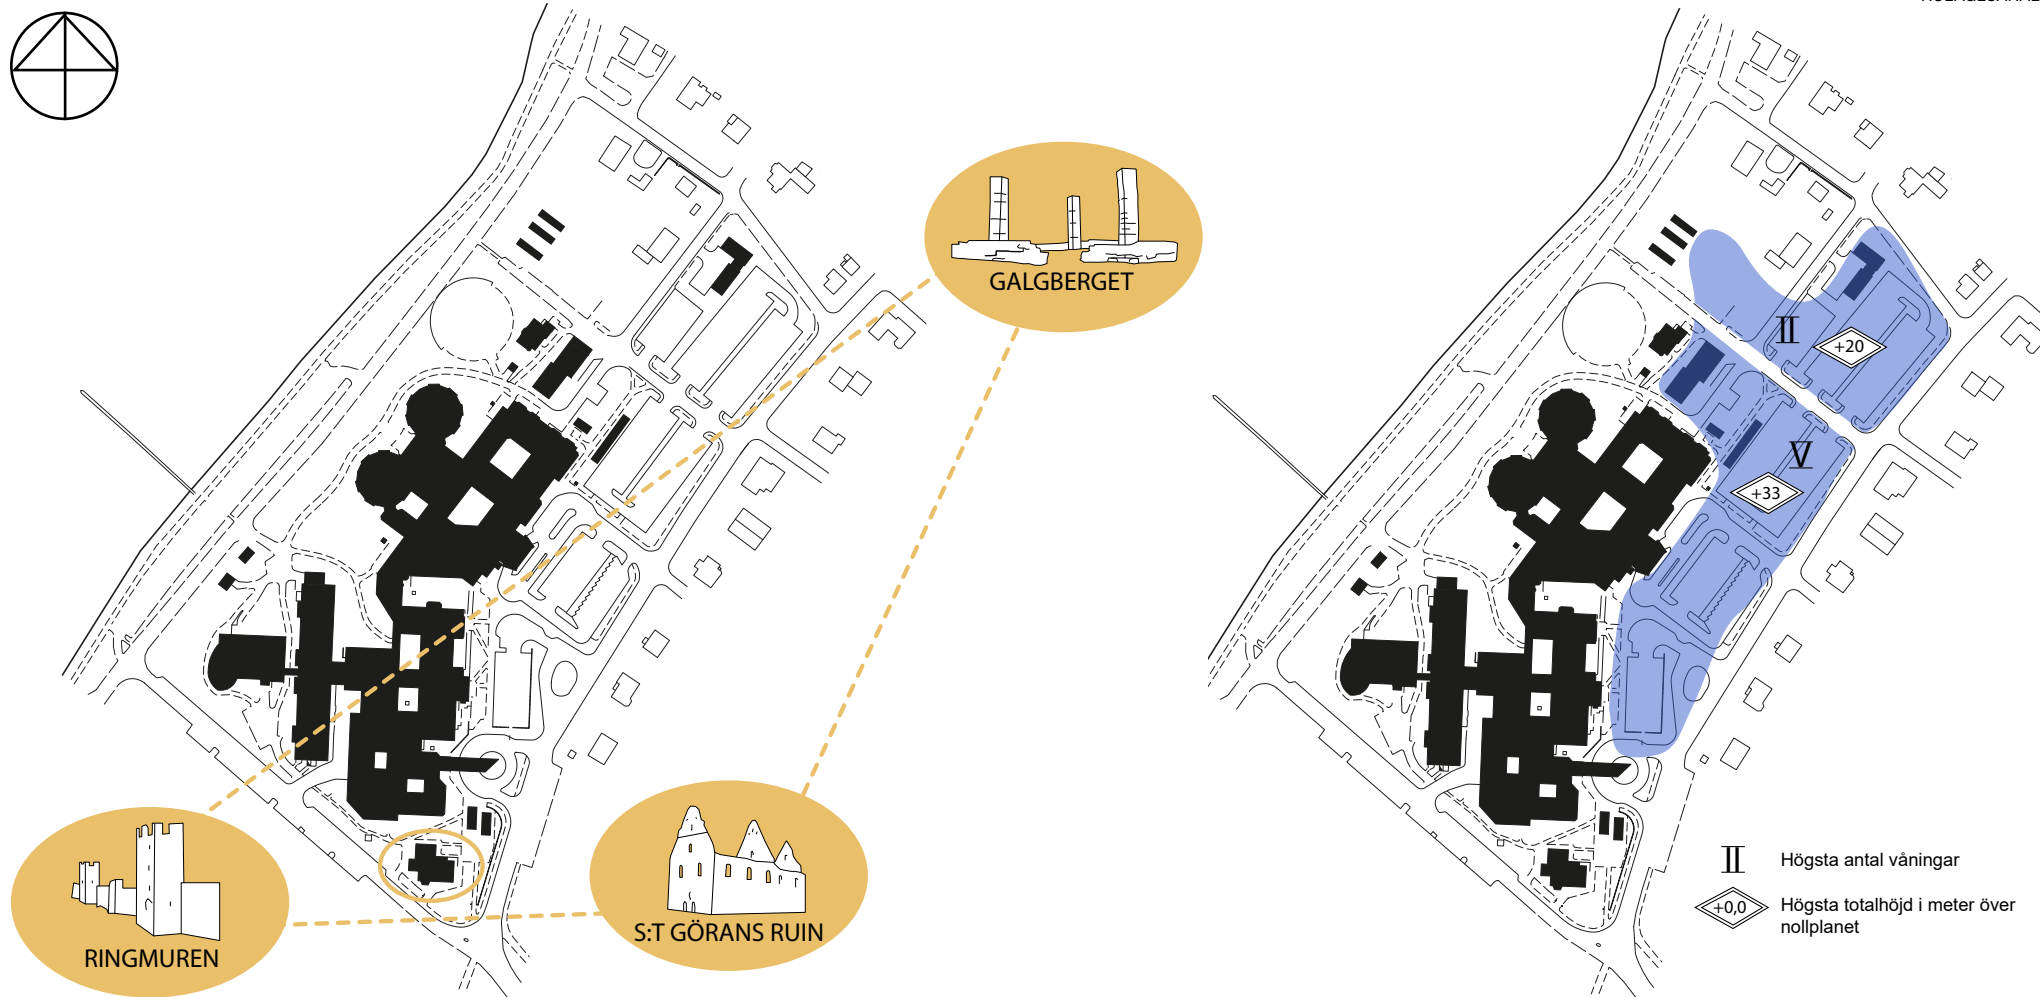 GALGBERGET
RINGMUREN
S:T GÖRANS RUIN
II
+20
V
+33
II Högsta antal våningar
+0,0 Högsta totalhöjd i meter över
nollplanet